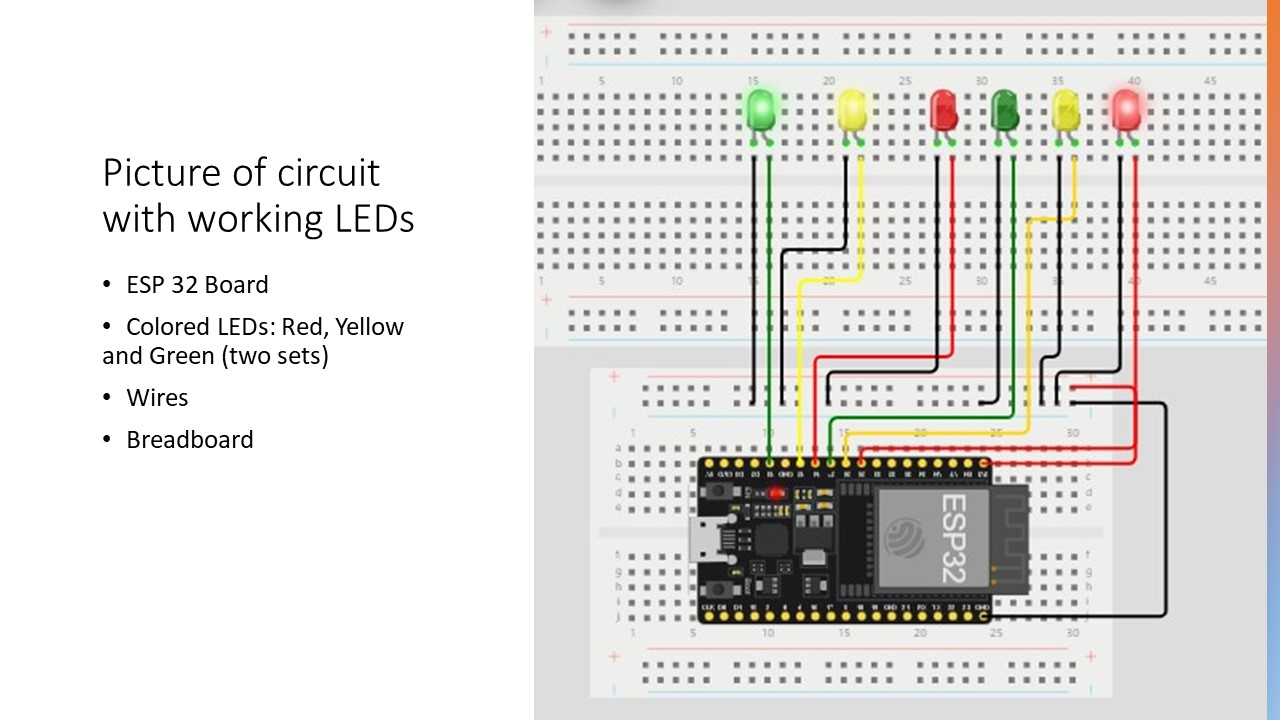 Picture of circuit
with working LEDs
• ESP 32 Board
• Colored LEDs: Red, Yellow
and Green (two sets)
• Wires
• Breadboard
1 5 10 15 20 25 30 35 40 45
1 5 10 15 20 25 30 35 40 45
1 5 10 15 20 25 30
a a
b b
c c
d d
e e
ESP32
f f
g g
h h
i i
j j
1 5 10 15 20 25 30